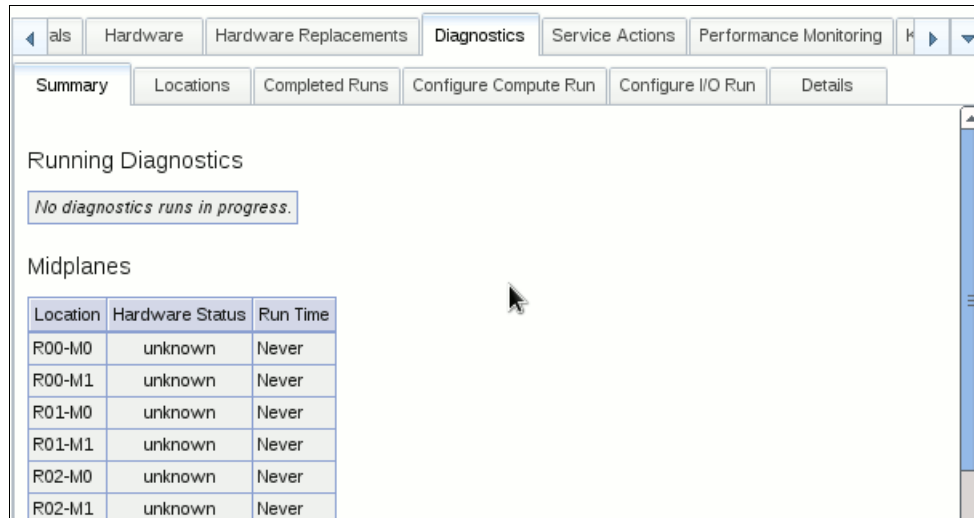 als Hardware Hardware Replacements Diagnostics Service Actions Performance Monitoring
Summary Locations Completed Runs Configure Compute Run Configure I/O Run Details
Running Diagnostics
No diagnostics runs in progress.
Midplanes
Location Hardware Status Run Time
R00-M0 unknown Never
R00-M1 unknown Never
R01-M0 unknown Never
R01-M1 unknown Never
R02-M0 unknown Never
R02-M1 unknown Never